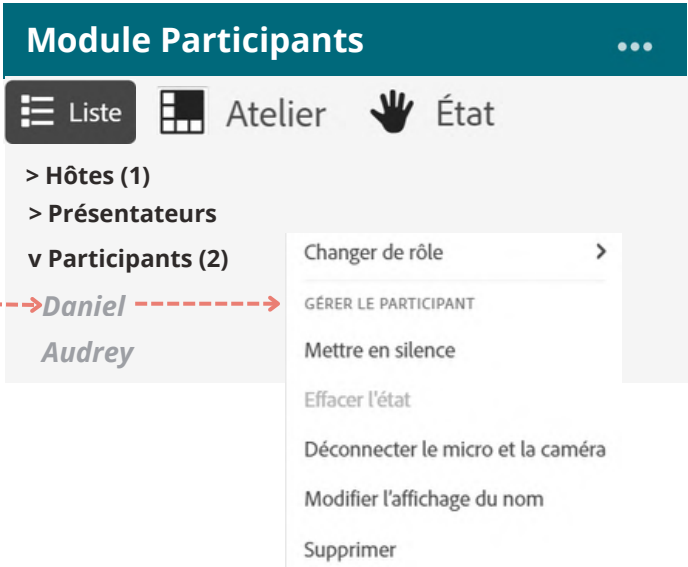 Module Participants
Liste Atelier État
> Hôtes (1)
> Présentateurs
v Participants (2)
Daniel
Audrey
Changer de rôle >
GÉRER LE PARTICIPANT
Mettre en silence
Effacer l'état
Déconnecter le micro et la caméra
Modifier l'affichage du nom
Supprimer